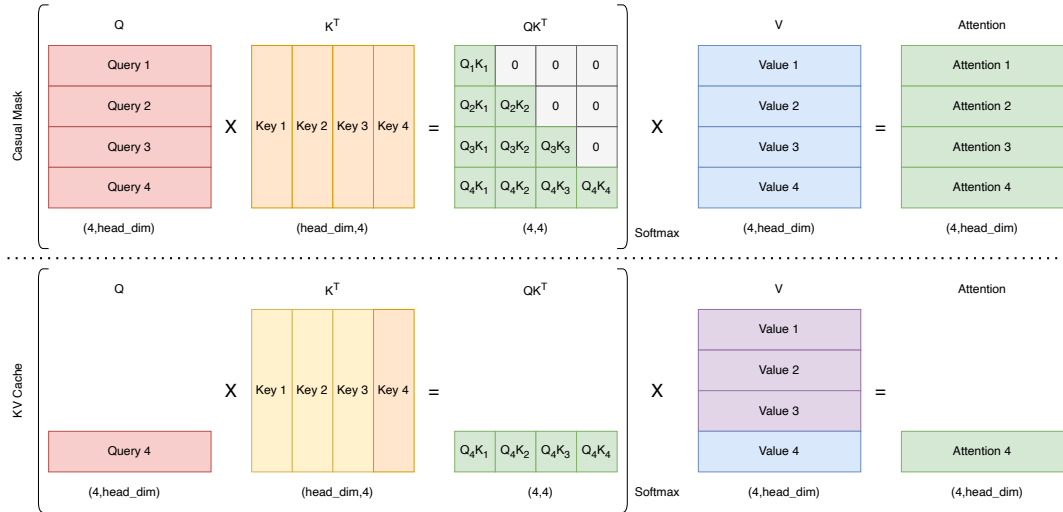 Casual Mask
Q
K^T
QK^T
V
Attention
Query 1
Query 2
Query 3
Query 4
X
Key 1 Key 2 Key 3 Key 4
=
Q₁K₁ 0 0 0
Q₂K₁ Q₂K₂ 0 0
Q₃K₁ Q₃K₂ Q₃K₃ 0
Q₄K₁ Q₄K₂ Q₄K₃ Q₄K₄
X
Value 1
Value 2
Value 3
Value 4
=
Attention 1
Attention 2
Attention 3
Attention 4
(4,head_dim)
(head_dim,4)
(4,4)
Softmax
(4,head_dim)
(4,head_dim)
KV Cache
Q
K^T
QK^T
V
Attention
Query 4
X
Key 1 Key 2 Key 3 Key 4
=
Q₄K₁ Q₄K₂ Q₄K₃ Q₄K₄
X
Value 1
Value 2
Value 3
Value 4
=
Attention 4
(4,head_dim)
(head_dim,4)
(4,4)
Softmax
(4,head_dim)
(4,head_dim)